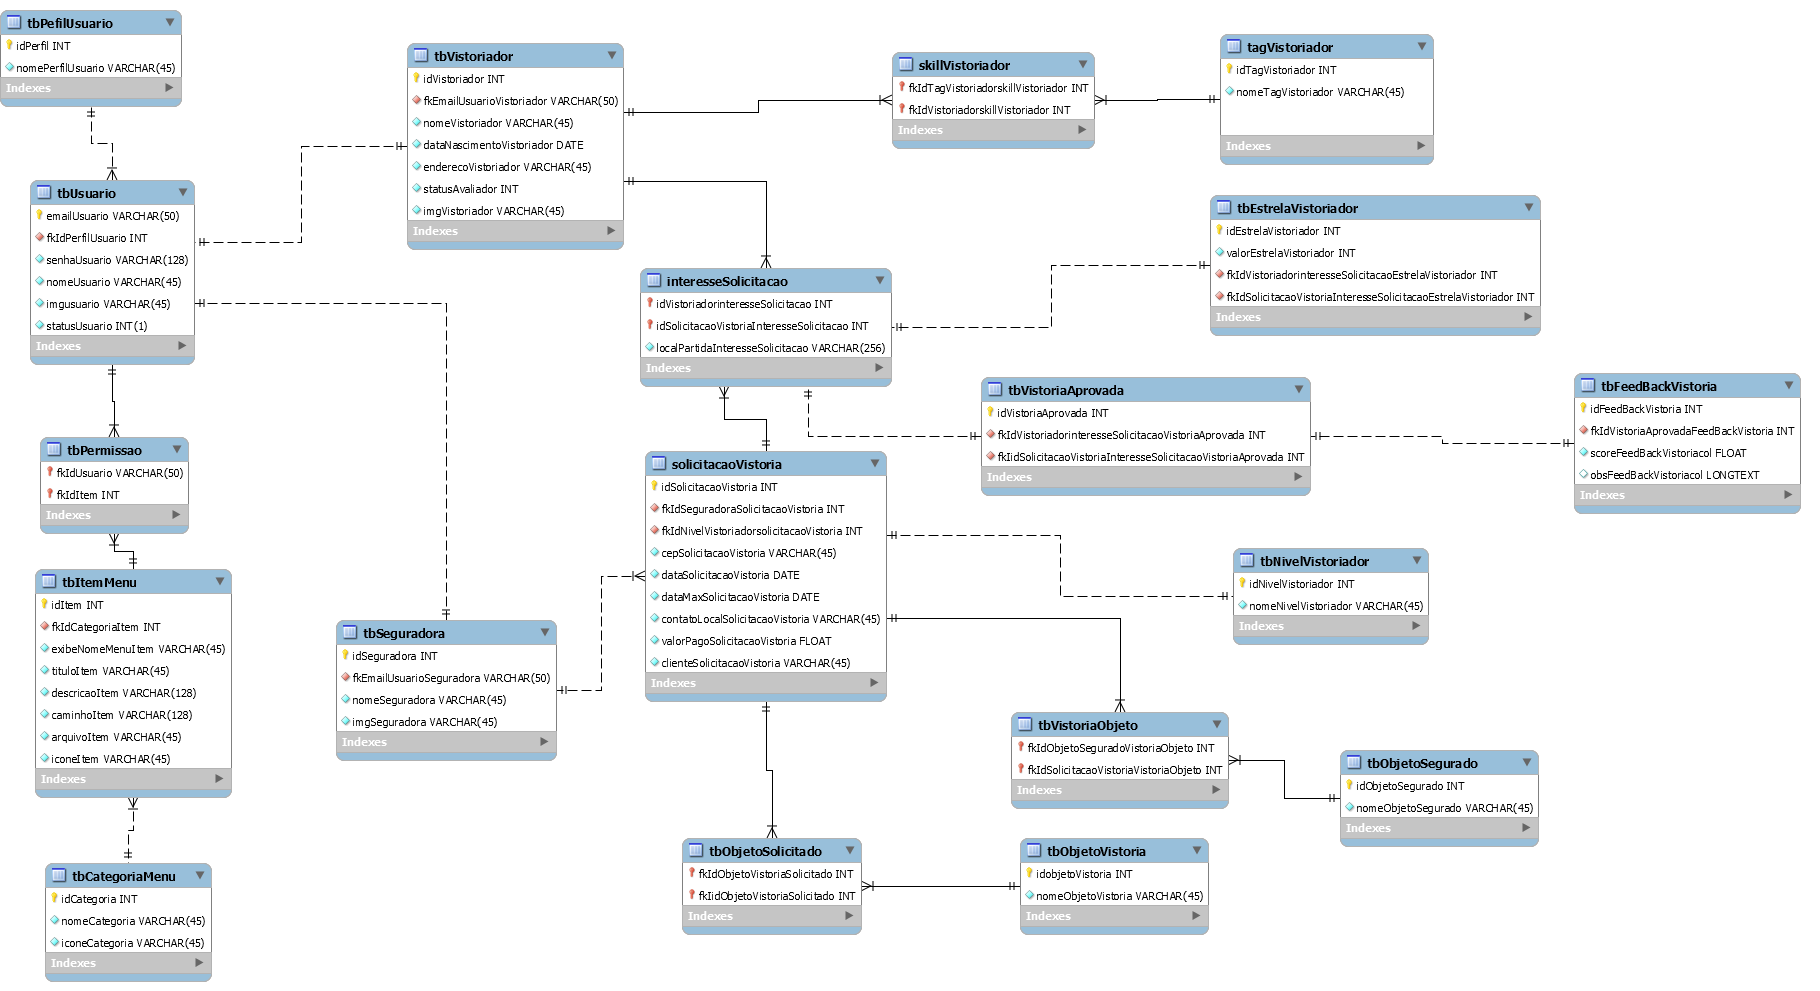 tbPefilUsuario
idPerfil INT
nomePerfilUsuario VARCHAR(45)
Indexes
tbUsuario
emailUsuario VARCHAR(50)
fkIdPerfilUsuario INT
senhaUsuario VARCHAR(128)
nomeUsuario VARCHAR(45)
imgusuario VARCHAR(45)
statusUsuario INT(1)
Indexes
tbPermissao
fkIdUsuario VARCHAR(50)
fkIdItem INT
Indexes
tbItemMenu
idItem INT
fkIdCategoriaItem INT
exibeNomeMenuItem VARCHAR(45)
tituloItem VARCHAR(45)
descricaoItem VARCHAR(128)
caminhoItem VARCHAR(128)
arquivoItem VARCHAR(45)
iconeItem VARCHAR(45)
Indexes
tbCategoriaMenu
idCategoria INT
nomeCategoria VARCHAR(45)
iconeCategoria VARCHAR(45)
Indexes
tbVistoriador
idVistoriador INT
fkEmailUsuarioVistoriador VARCHAR(50)
nomeVistoriador VARCHAR(45)
dataNascimentoVistoriador DATE
enderecoVistoriador VARCHAR(45)
statusAvaliador INT
imgVistoriador VARCHAR(45)
Indexes
tbSeguradora
idSeguradora INT
fkEmailUsuarioSeguradora VARCHAR(50)
nomeSeguradora VARCHAR(45)
imgSeguradora VARCHAR(45)
Indexes
skillVistoriador
fkIdTagVistoriadorskillVistoriador INT
fkIdVistoriadorskillVistoriador INT
Indexes
tagVistoriador
idTagVistoriador INT
nomeTagVistoriador VARCHAR(45)
Indexes
interesseSolicitacao
idVistoriadorinteresseSolicitacao INT
idSolicitacaoVistoriaInteresseSolicitacao INT
localPartidaInteresseSolicitacao VARCHAR(256)
Indexes
tbEstrelaVistoriador
idEstrelaVistoriador INT
valorEstrelaVistoriador INT
fkIdVistoriadorinteresseSolicitacaoEstrelaVistoriador INT
fkIdSolicitacaoVistoriaInteresseSolicitacaoEstrelaVistoriador INT
Indexes
tbVistoriaAprovada
idVistoriaAprovada INT
fkIdVistoriadorinteresseSolicitacaoVistoriaAprovada INT
fkIidSolicitacaoVistoriaInteresseSolicitacaoVistoriaAprovada INT
Indexes
tbFeedBackVistoria
idFeedBackVistoria INT
fkIdVistoriaAprovadaFeedBackVistoria INT
scoreFeedBackVistoriacol FLOAT
obsFeedBackVistoriacol LONGTEXT
Indexes
solicitacaoVistoria
idSolicitacaoVistoria INT
fkIdSeguradoraSolicitacaoVistoria INT
fkIdNivelVistoriadorsolicitacaoVistoria INT
cepSolicitacaoVistoria VARCHAR(45)
dataSolicitacaoVistoria DATE
dataMaxSolicitacaoVistoria DATE
contatoLocalSolicitacaoVistoria VARCHAR(45)
valorPagoSolicitacaoVistoria FLOAT
clienteSolicitacaoVistoria VARCHAR(45)
Indexes
tbNivelVistoriador
idNivelVistoriador INT
nomeNivelVistoriador VARCHAR(45)
Indexes
tbVistoriaObjeto
fkIdObjetoSeguradoVistoriaObjeto INT
fkIdSolicitacaoVistoriaVistoriaObjeto INT
Indexes
tbObjetoSegurado
idObjetoSegurado INT
nomeObjetoSegurado VARCHAR(45)
Indexes
tbObjetoSolicitado
fkIdObjetoVistoriaSolicitado INT
fkIidObjetoVistoriaSolicitado INT
Indexes
tbObjetoVistoria
idobjetoVistoria INT
nomeObjetoVistoria VARCHAR(45)
Indexes